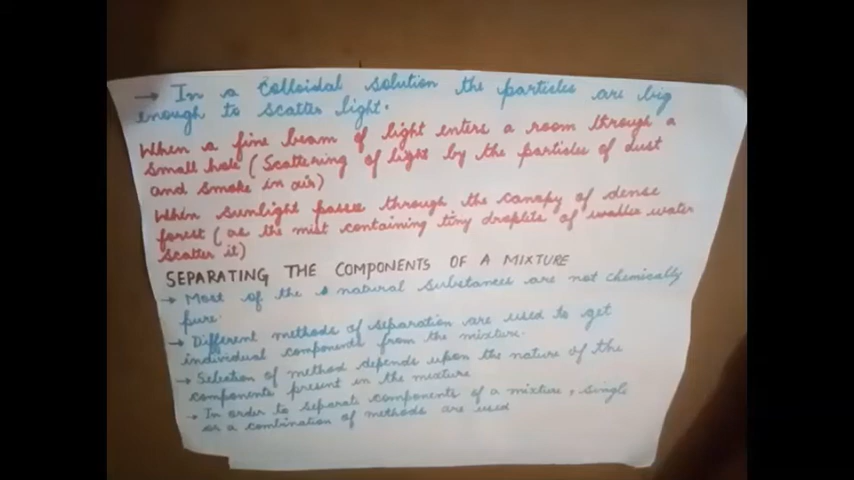 → In a colloidal solution the particles are big
enough to scatter light.
When a fine beam of light enters a room through a
small hole (Scattering of light by the particles of dust
and smoke in air)
When sunlight passes through the canopy of dense
forest (as the mist containing tiny droplets of water
scatter it)
SEPARATING THE COMPONENTS OF A MIXTURE
→ Most of the natural substances are not chemically
pure.
→ Different methods of separation are used to get
individual components from the mixture.
→ Selection of method depends upon the nature of the
components present in the mixture
→ In order to separate components of a mixture, single
or a combination of methods are used